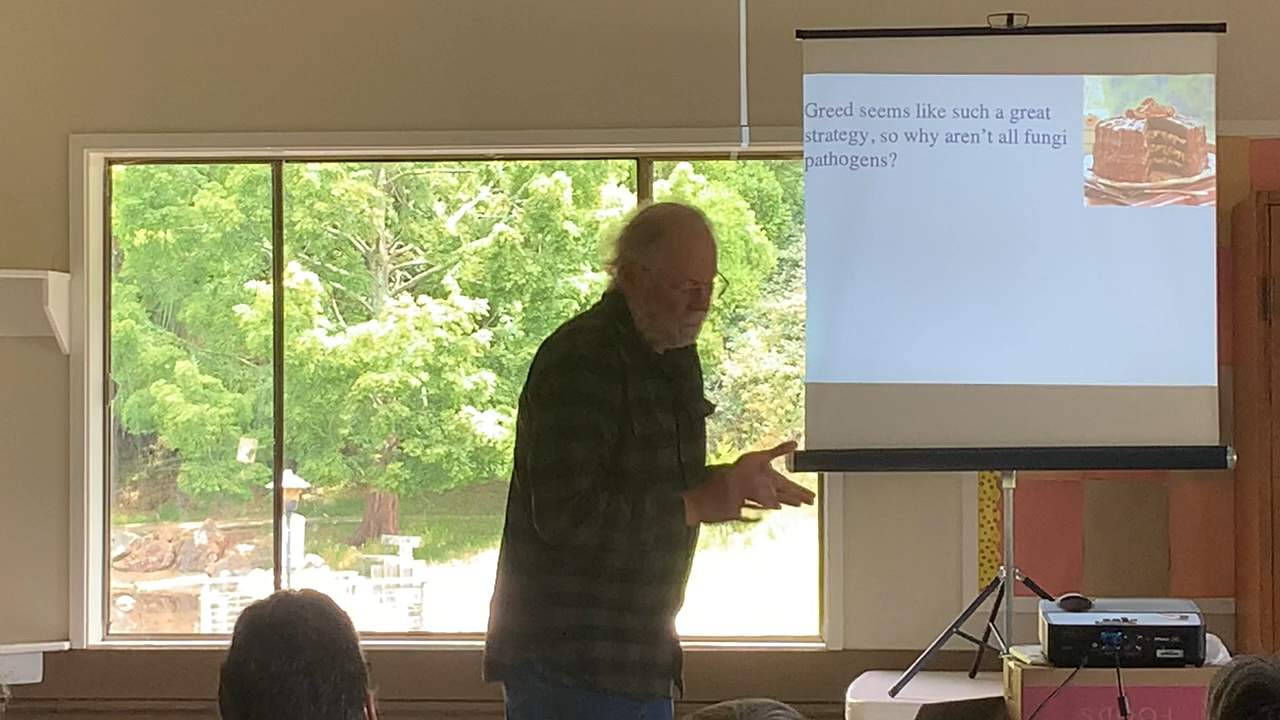 Greed seems like such a great
strategy, so why aren't all fungi
pathogens?